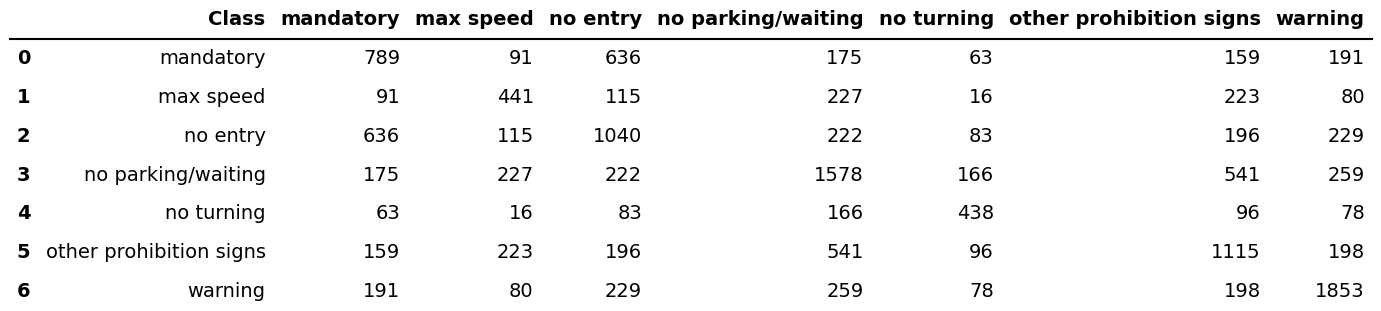 Class mandatory max speed no entry no parking/waiting no turning other prohibition signs warning
0 mandatory 789 91 636 175 63 159 191
1 max speed 91 441 115 227 16 223 80
2 no entry 636 115 1040 222 83 196 229
3 no parking/waiting 175 227 222 1578 166 541 259
4 no turning 63 16 83 166 438 96 78
5 other prohibition signs 159 223 196 541 96 1115 198
6 warning 191 80 229 259 78 198 1853